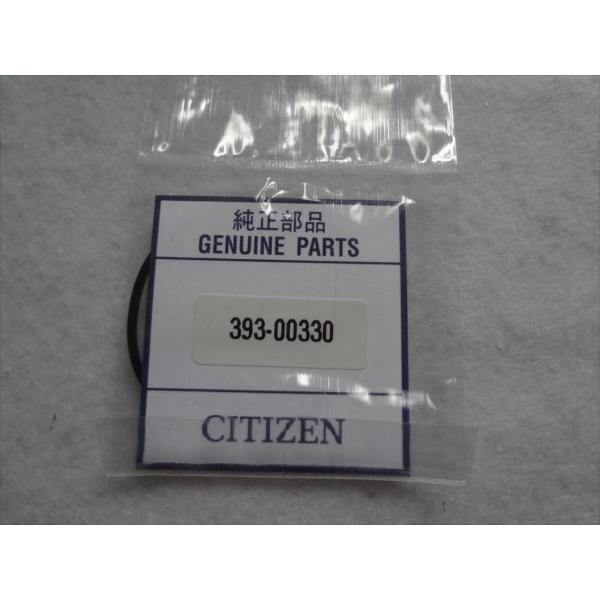 純正部品
GENUINE PARTS
393-00330
CITIZEN